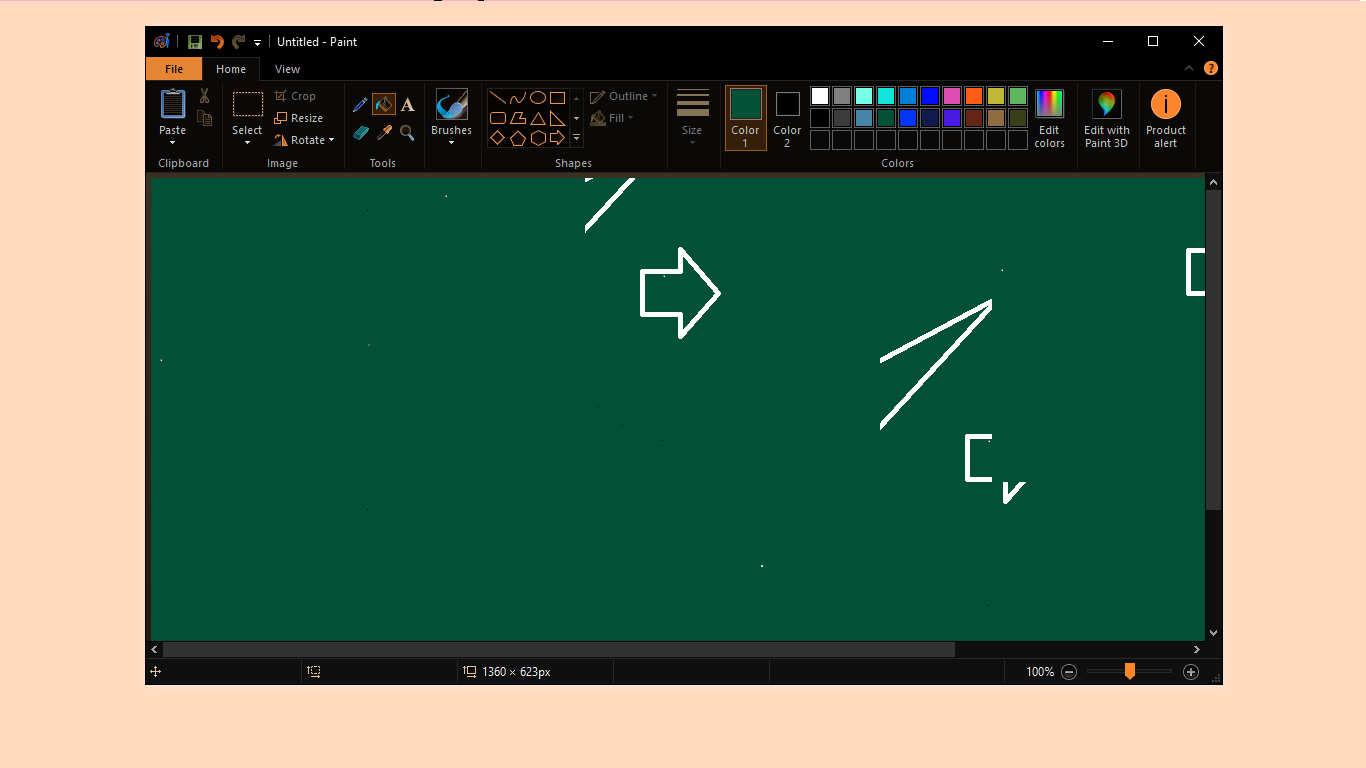 Untitled - Paint
File Home View
Paste
Clipboard
Select
Crop
Resize
Rotate
Image
A
Tools
Brushes
Shapes
Outline
Fill
Size
Color 1
Color 2
Colors
Edit colors
Edit with Paint 3D
Product alert
1360 × 623px
100%